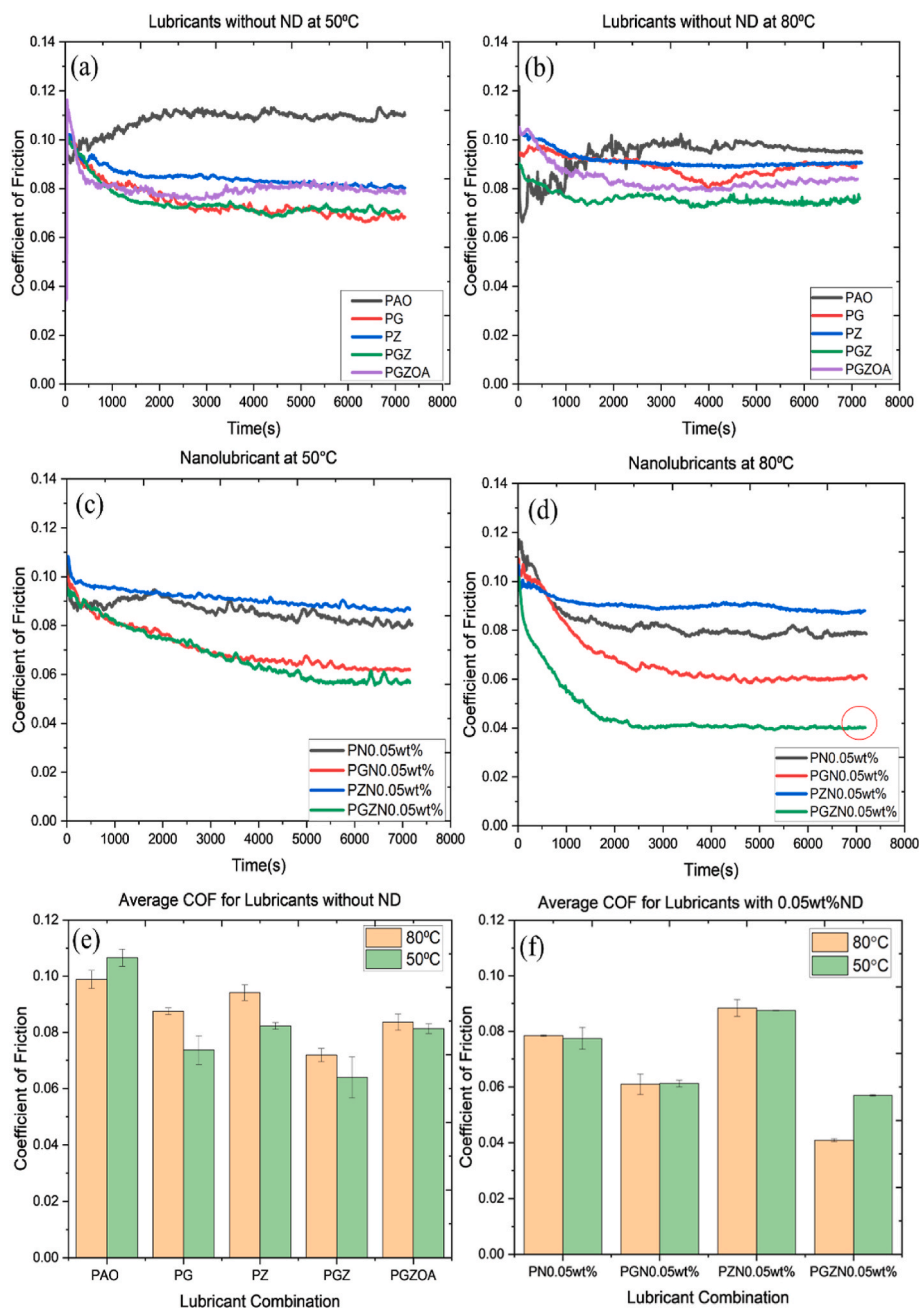 Lubricants without ND at 50ºC
(a)
Coefficient of Friction
0.14
0.12
0.10
0.08
0.06
0.04
0.02
0.00
0 1000 2000 3000 4000 5000 6000 7000 8000
Time(s)
PAO
PG
PZ
PGZ
PGZOA
Lubricants without ND at 80ºC
(b)
Coefficient of Friction
0.14
0.12
0.10
0.08
0.06
0.04
0.02
0.00
0 1000 2000 3000 4000 5000 6000 7000 8000
Time(s)
PAO
PG
PZ
PGZ
PGZOA
Nanolubricant at 50°C
(c)
Coefficient of Friction
0.14
0.12
0.10
0.08
0.06
0.04
0.02
0.00
0 1000 2000 3000 4000 5000 6000 7000 8000
Time(s)
PN0.05wt%
PGN0.05wt%
PZN0.05wt%
PGZN0.05wt%
Nanolubricants at 80°C
(d)
Coefficient of Friction
0.14
0.12
0.10
0.08
0.06
0.04
0.02
0.00
0 1000 2000 3000 4000 5000 6000 7000 8000
Time(s)
PN0.05wt%
PGN0.05wt%
PZN0.05wt%
PGZN0.05wt%
Average COF for Lubricants without ND
(e)
Coefficient of Friction
0.12
0.10
0.08
0.06
0.04
0.02
0.00
80ºC
50ºC
PAO PG PZ PGZ PGZOA
Lubricant Combination
Average COF for Lubricants with 0.05wt%ND
(f)
Coefficient of Friction
0.12
0.10
0.08
0.06
0.04
0.02
0.00
80°C
50°C
PN0.05wt% PGN0.05wt% PZN0.05wt% PGZN0.05wt%
Lubricant Combination